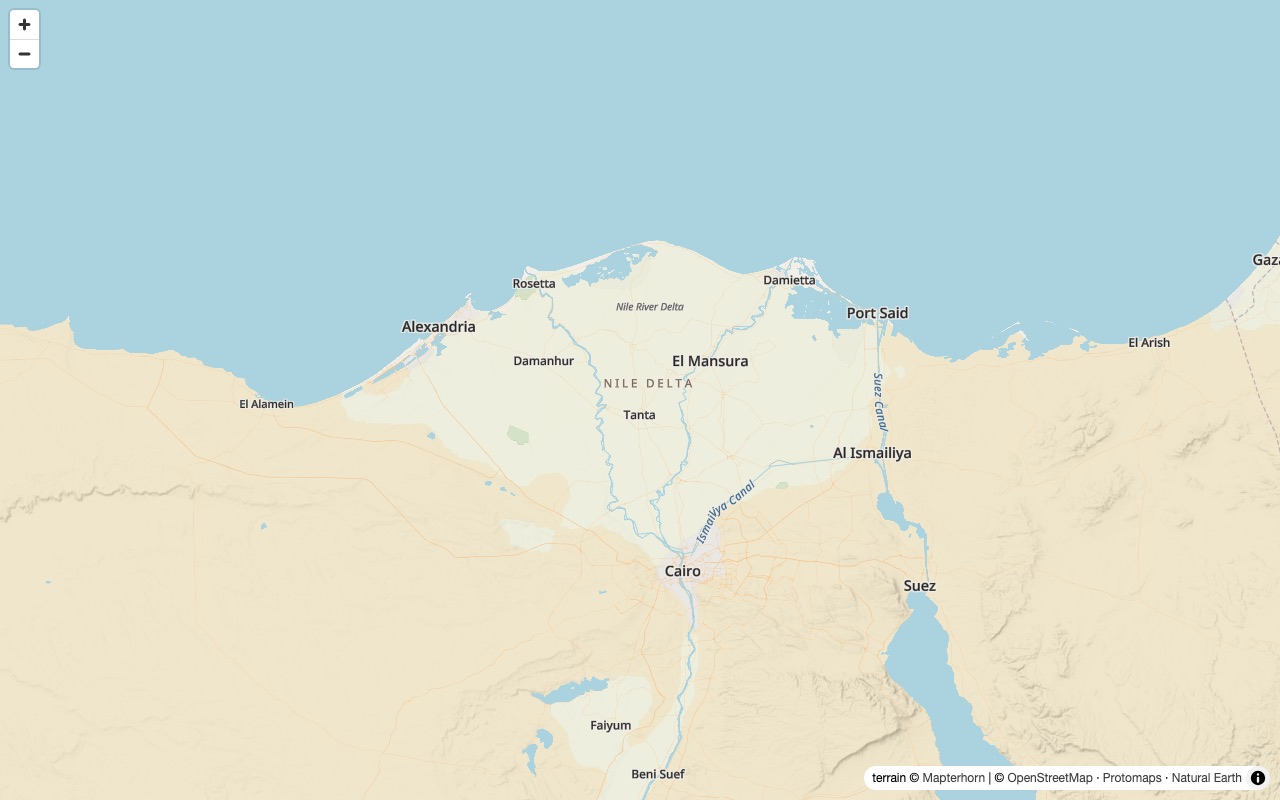 +
−
Gaza
Rosetta
Damietta
Nile River Delta
Port Said
Alexandria
El Arish
Damanhur
El Mansura
NILE DELTA
Suez Canal
El Alamein
Tanta
Al Ismailiya
Ismailiya Canal
Cairo
Suez
Faiyum
Beni Suef
terrain © Mapterhorn | © OpenStreetMap · Protomaps · Natural Earth